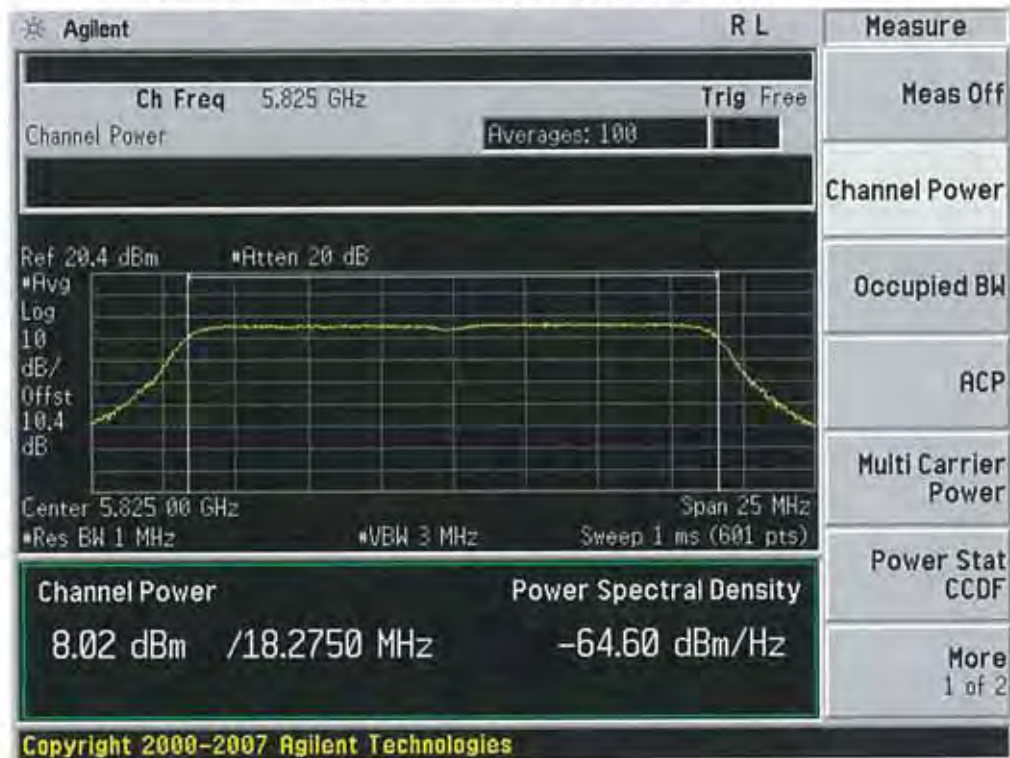 Agilent R L
Ch Freq 5.825 GHz Trig Free
Channel Power Averages: 100
Ref 20.4 dBm #Atten 20 dB
#Avg
Log
10
dB/
Offst
10.4
dB
Center 5.825 00 GHz Span 25 MHz
#Res BW 1 MHz #VBW 3 MHz Sweep 1 ms (601 pts)
Channel Power Power Spectral Density
8.02 dBm /18.2750 MHz -64.60 dBm/Hz
Copyright 2000-2007 Agilent Technologies
Measure
Meas Off
Channel Power
Occupied BW
ACP
Multi Carrier
Power
Power Stat
CCDF
More
1 of 2